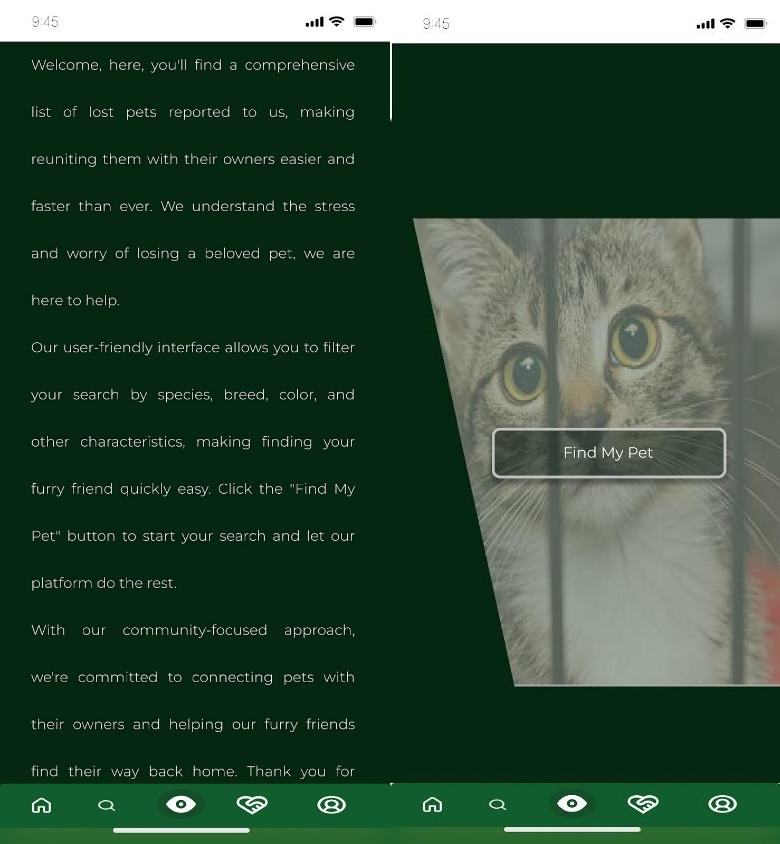 9:45
Welcome, here, you'll find a comprehensive
list of lost pets reported to us, making
reuniting them with their owners easier and
faster than ever. We understand the stress
and worry of losing a beloved pet, we are
here to help.
Our user-friendly interface allows you to filter
your search by species, breed, color, and
other characteristics, making finding your
furry friend quickly easy. Click the "Find My
Pet" button to start your search and let our
platform do the rest.
With our community-focused approach,
we're committed to connecting pets with
their owners and helping our furry friends
find their way back home. Thank you for
9:45
Find My Pet